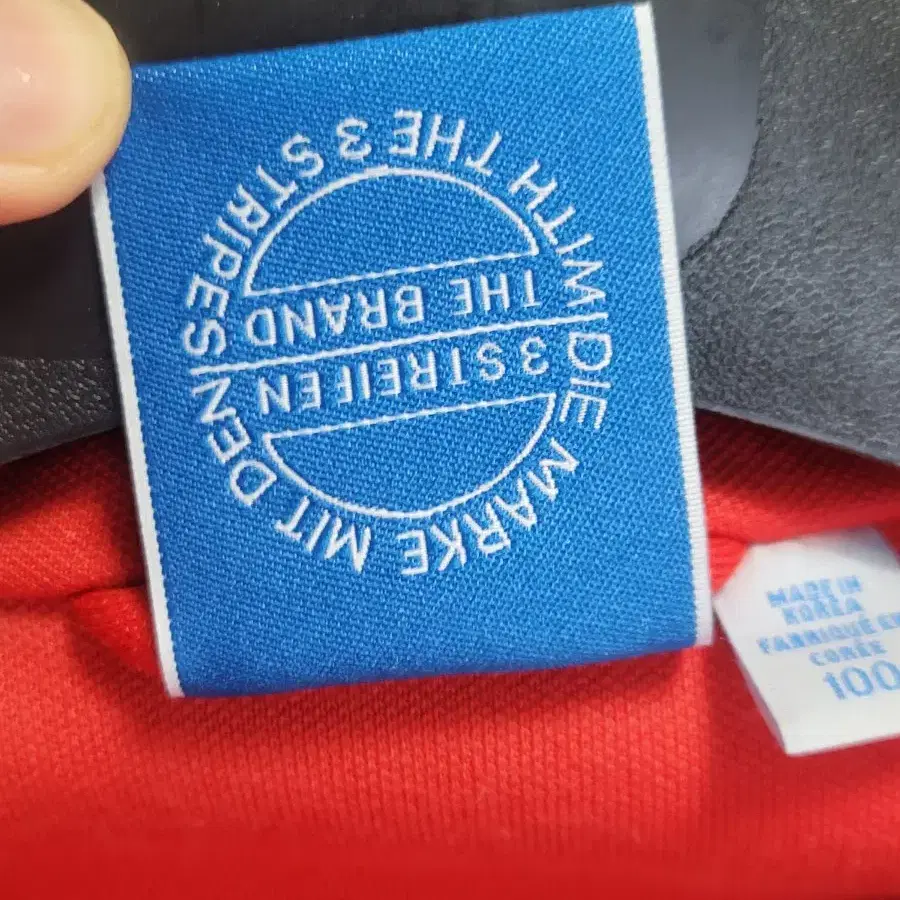 DIE MARKE MIT DEN
3 STREIFEN
THE BRAND
WITH THE 3 STRIPES
MADE IN
KOREA
FABRIQUÉ EN
CORÉE
100